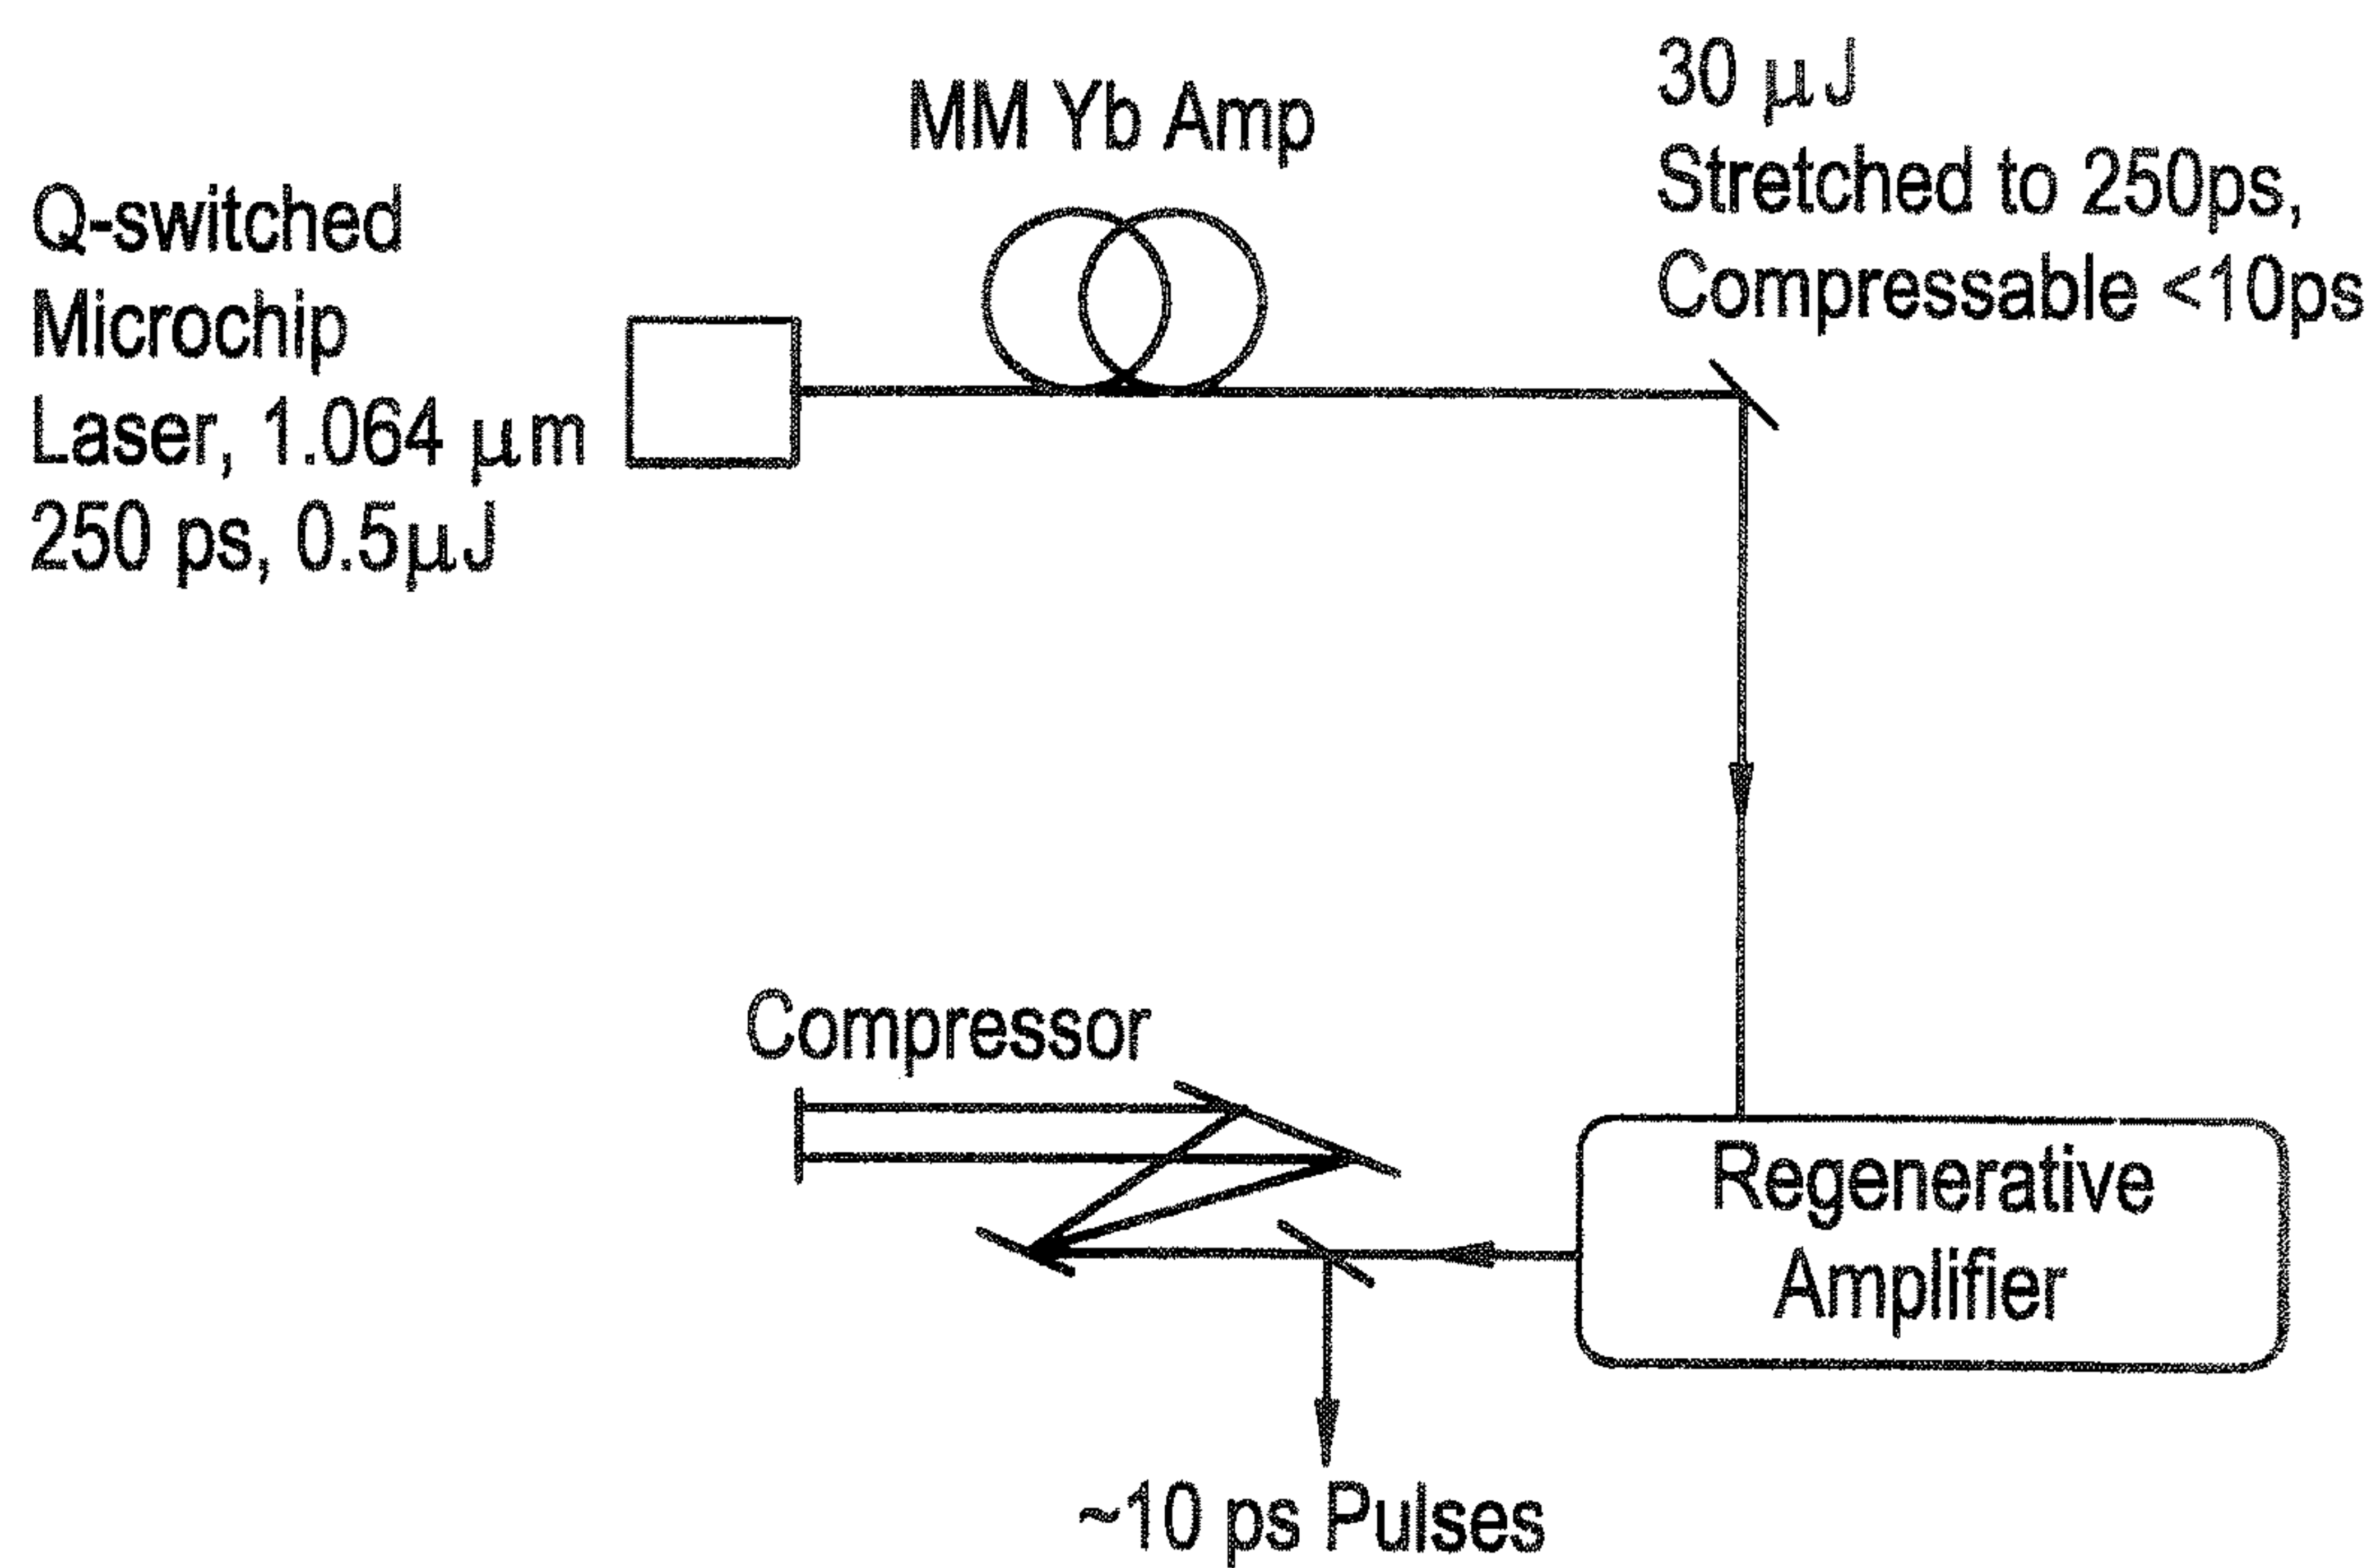 Q-switched
Microchip
Laser, 1.064 μm
250 ps, 0.5μJ
MM Yb Amp
30 μJ
Stretched to 250ps,
Compressable <10ps
Compressor
Regenerative
Amplifier
~10 ps Pulses